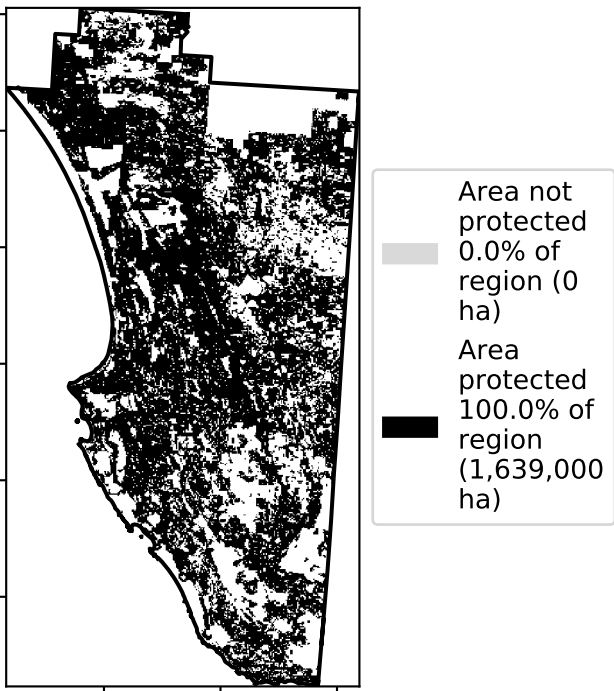 Area not
protected
0.0% of
region (0
ha)
Area
protected
100.0% of
region
(1,639,000
ha)